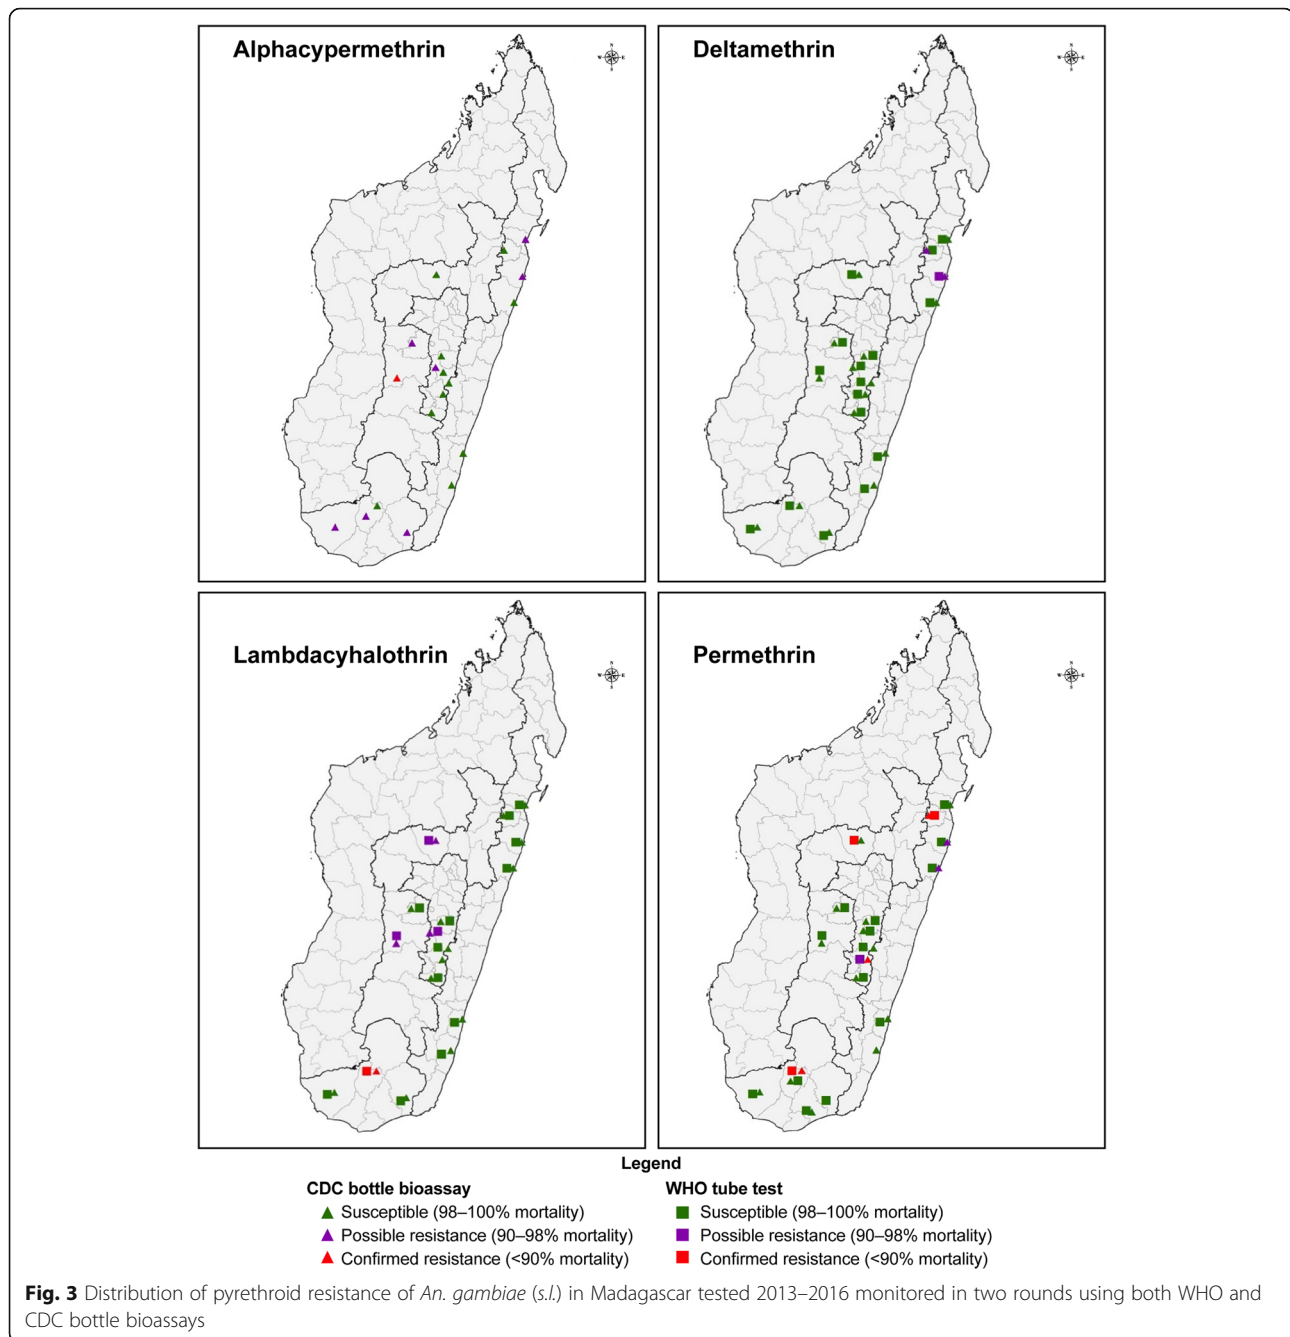 Alphacypermethrin
N
W E
S
Deltamethrin
N
W E
S
Lambdacyhalothrin
N
W E
S
Permethrin
N
W E
S
Legend
CDC bottle bioassay
Susceptible (98–100% mortality)
Possible resistance (90–98% mortality)
Confirmed resistance (<90% mortality)
WHO tube test
Susceptible (98–100% mortality)
Possible resistance (90–98% mortality)
Confirmed resistance (<90% mortality)
Fig. 3 Distribution of pyrethroid resistance of An. gambiae (s.l.) in Madagascar tested 2013–2016 monitored in two rounds using both WHO and
CDC bottle bioassays